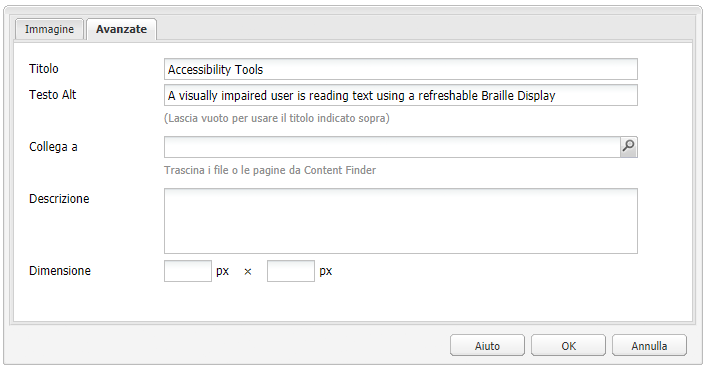 Immagine Avanzate
Titolo Accessibility Tools
Testo Alt A visually impaired user is reading text using a refreshable Braille Display
(Lascia vuoto per usare il titolo indicato sopra)
Collega a
Trascina i file o le pagine da Content Finder
Descrizione
Dimensione px × px
Aiuto OK Annulla